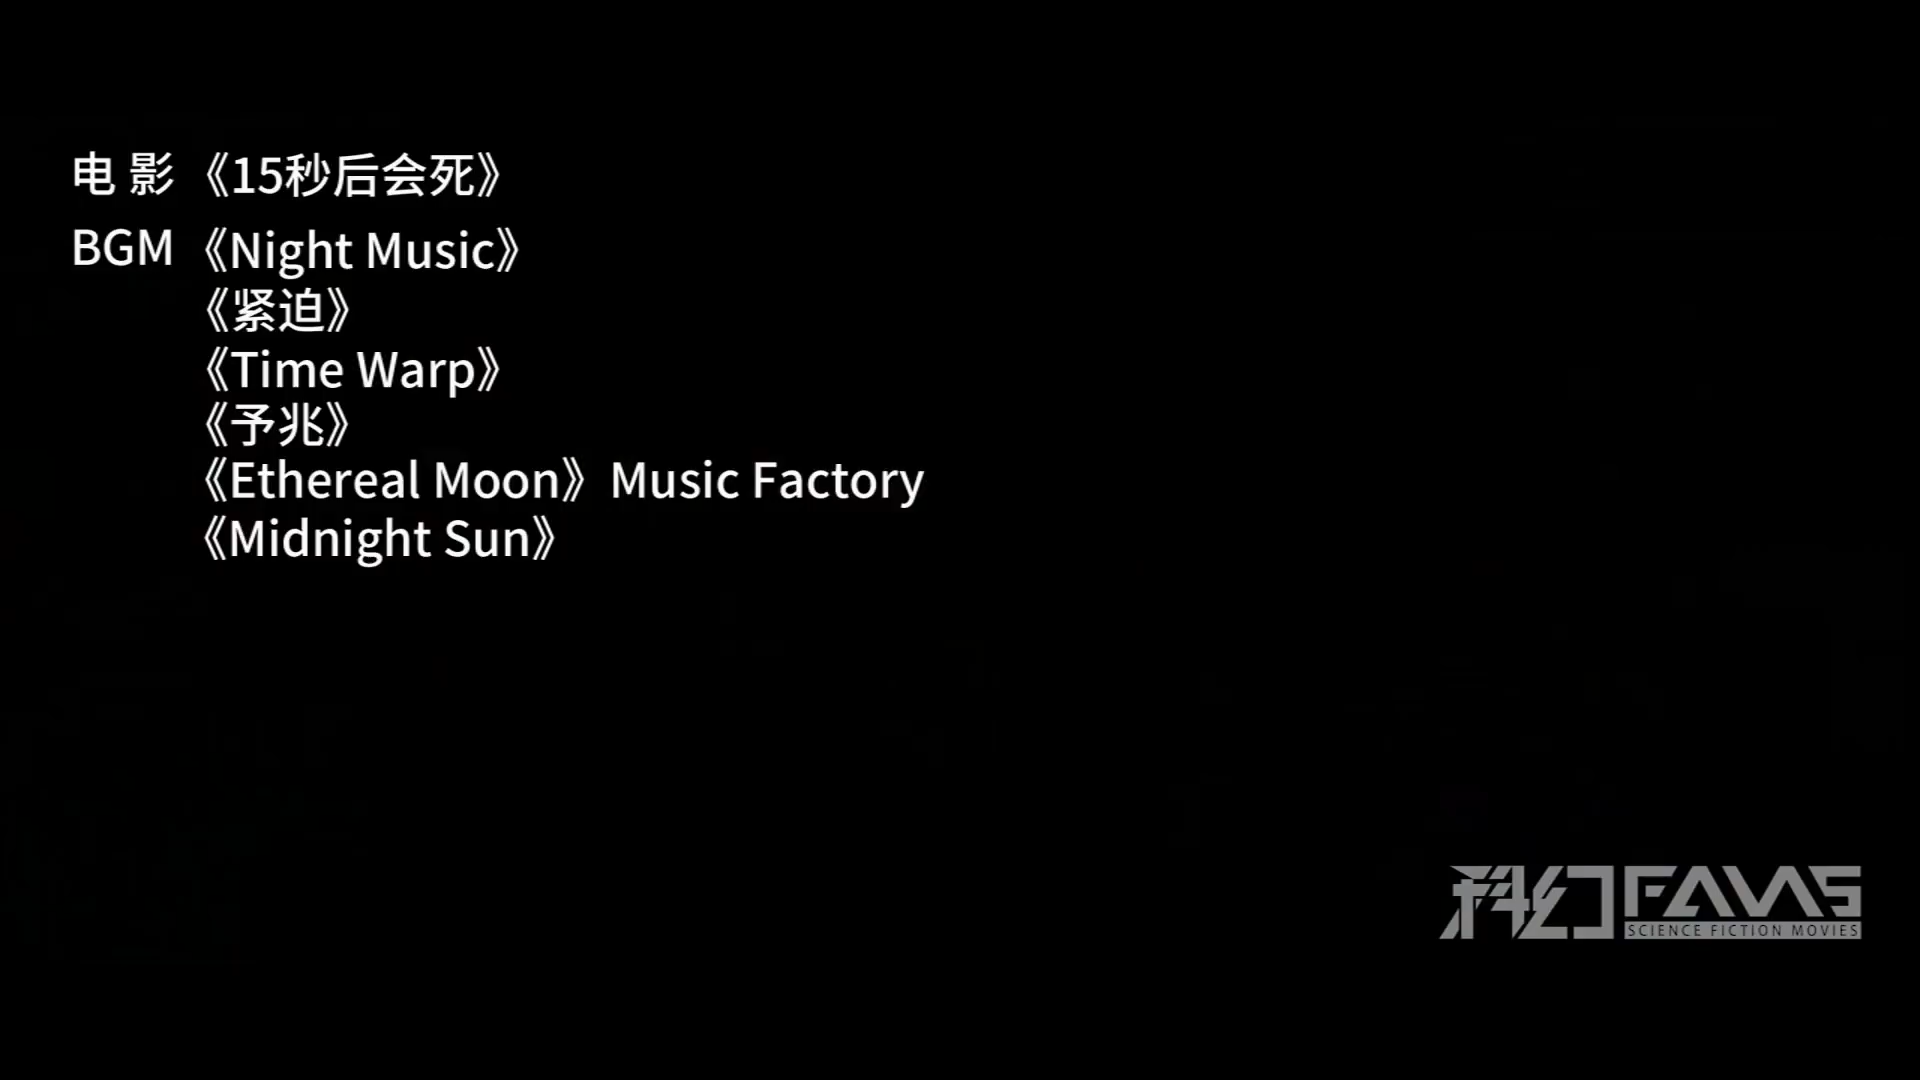 电 影 《15秒后会死》
BGM 《Night Music》
《紧迫》
《Time Warp》
《予兆》
《Ethereal Moon》 Music Factory
《Midnight Sun》
科幻FANS
SCIENCE FICTION MOVIES